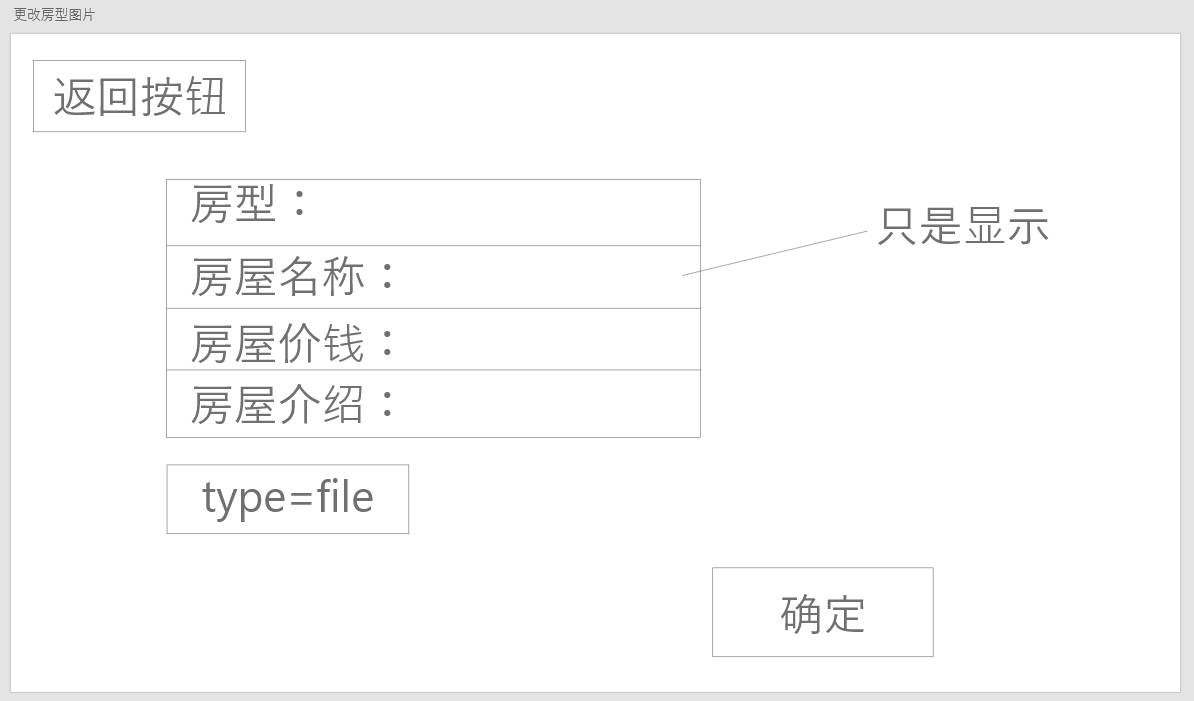 更改房型图片
返回按钮
房型：
只是显示
房屋名称：
房屋价钱：
房屋介绍：
type=file
确定